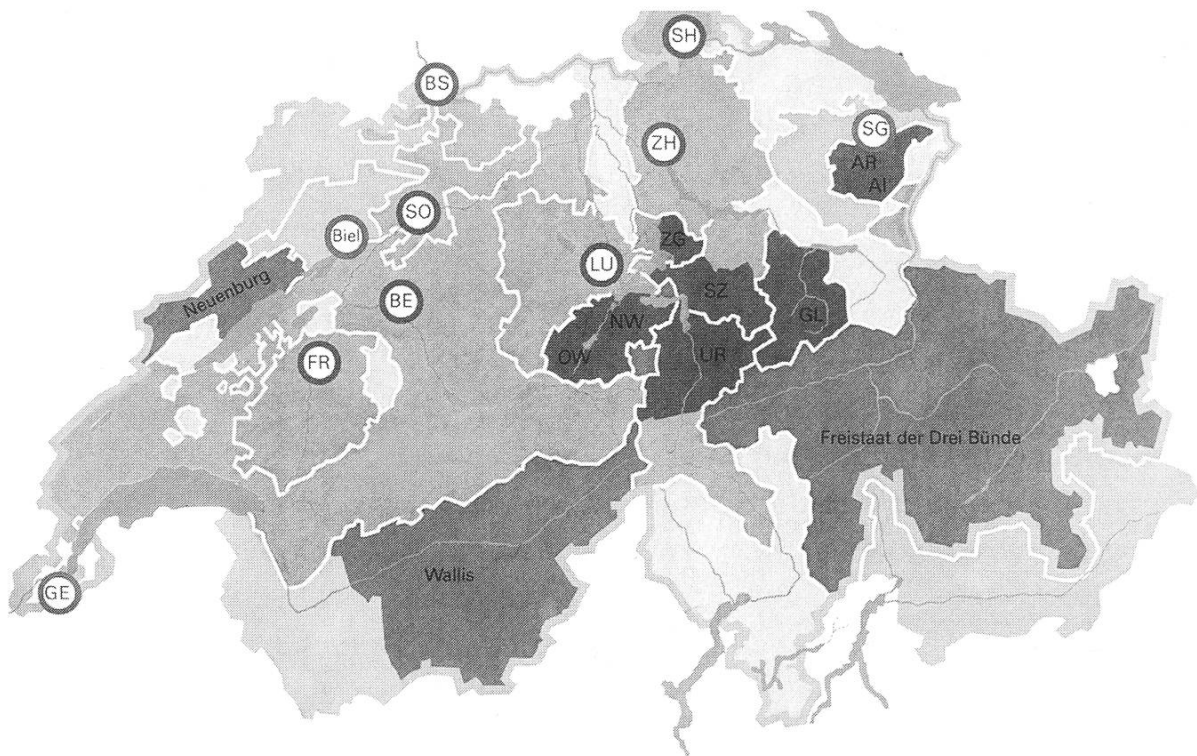 SH
BS
SG
ZH
AR
AI
SO
Biel
ZG
LU
Neuenburg
SZ
BE
NW
GL
OW
UR
FR
Freistaat der Drei Bünde
Wallis
GE